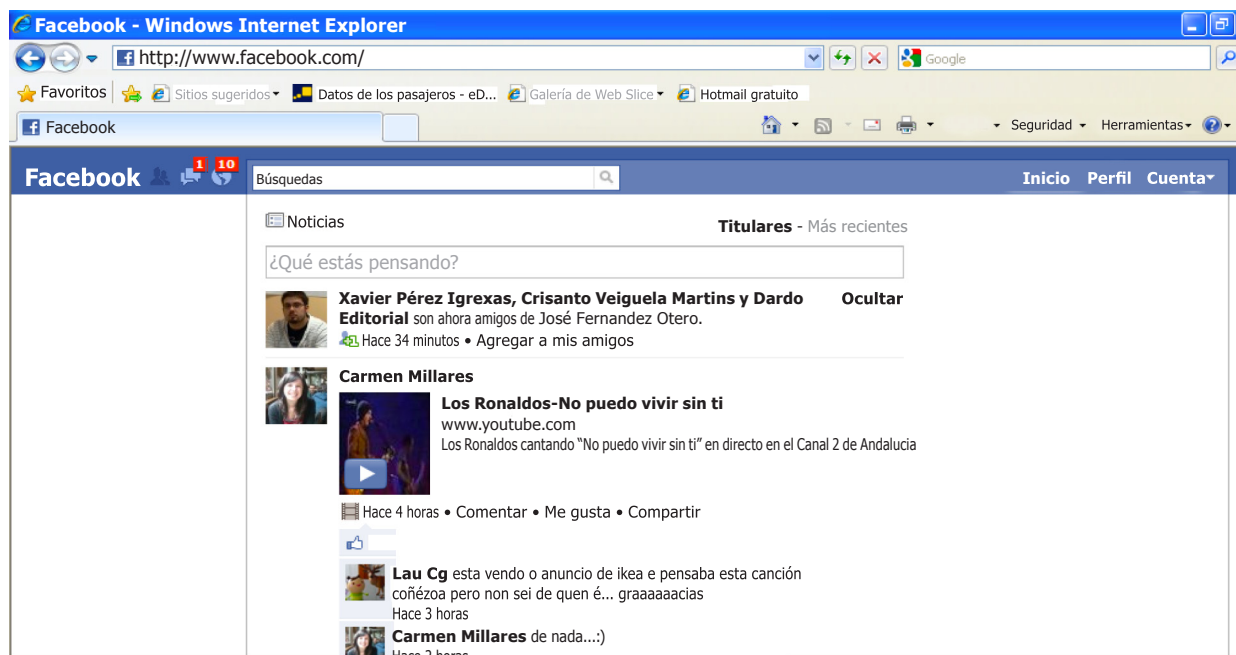 Facebook - Windows Internet Explorer
http://www.facebook.com/
Google
Favoritos
Sitios sugeridos
Datos de los pasajeros - eD...
Galería de Web Slice
Hotmail gratuito
Facebook
Seguridad
Herramientas
Facebook
1
10
Búsquedas
Inicio Perfil Cuenta
Noticias
Titulares - Más recientes
¿Qué estás pensando?
Xavier Pérez Igrexas, Crisanto Veiguela Martins y Dardo
Ocultar
Editorial son ahora amigos de José Fernandez Otero.
Hace 34 minutos • Agregar a mis amigos
Carmen Millares
Los Ronaldos-No puedo vivir sin ti
www.youtube.com
Los Ronaldos cantando “No puedo vivir sin ti” en directo en el Canal 2 de Andalucia
Hace 4 horas • Comentar • Me gusta • Compartir
Lau Cg esta vendo o anuncio de ikea e pensaba esta canción
coñézoa pero non sei de quen é... graaaaaacias
Hace 3 horas
Carmen Millares de nada...:)
Hace 2 horas